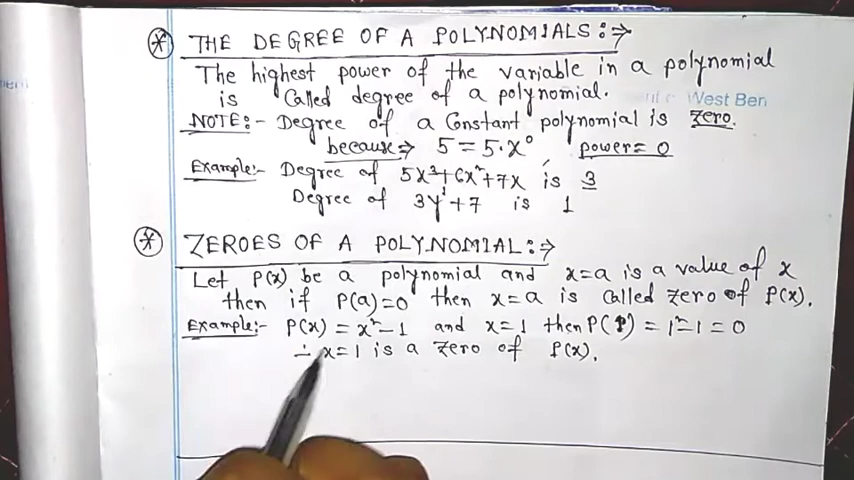 * THE DEGREE OF A POLYNOMIALS :⇒
The highest power of the variable in a polynomial
is Called degree of a polynomial.
West Ben
NOTE:- Degree of a Constant polynomial is zero.
because⇒ 5 = 5·x⁰ power = 0
Example:- Degree of 5x³+6x²+7x is 3
Degree of 3y¹+7 is 1
* ZEROES OF A POLYNOMIAL :⇒
Let P(x) be a polynomial and x=a is a value of x
then if P(a)=0 then x=a is called zero of P(x).
Example:- P(x) = x²-1 and x=1 then P(1) = 1²-1 = 0
∴ x=1 is a zero of P(x).